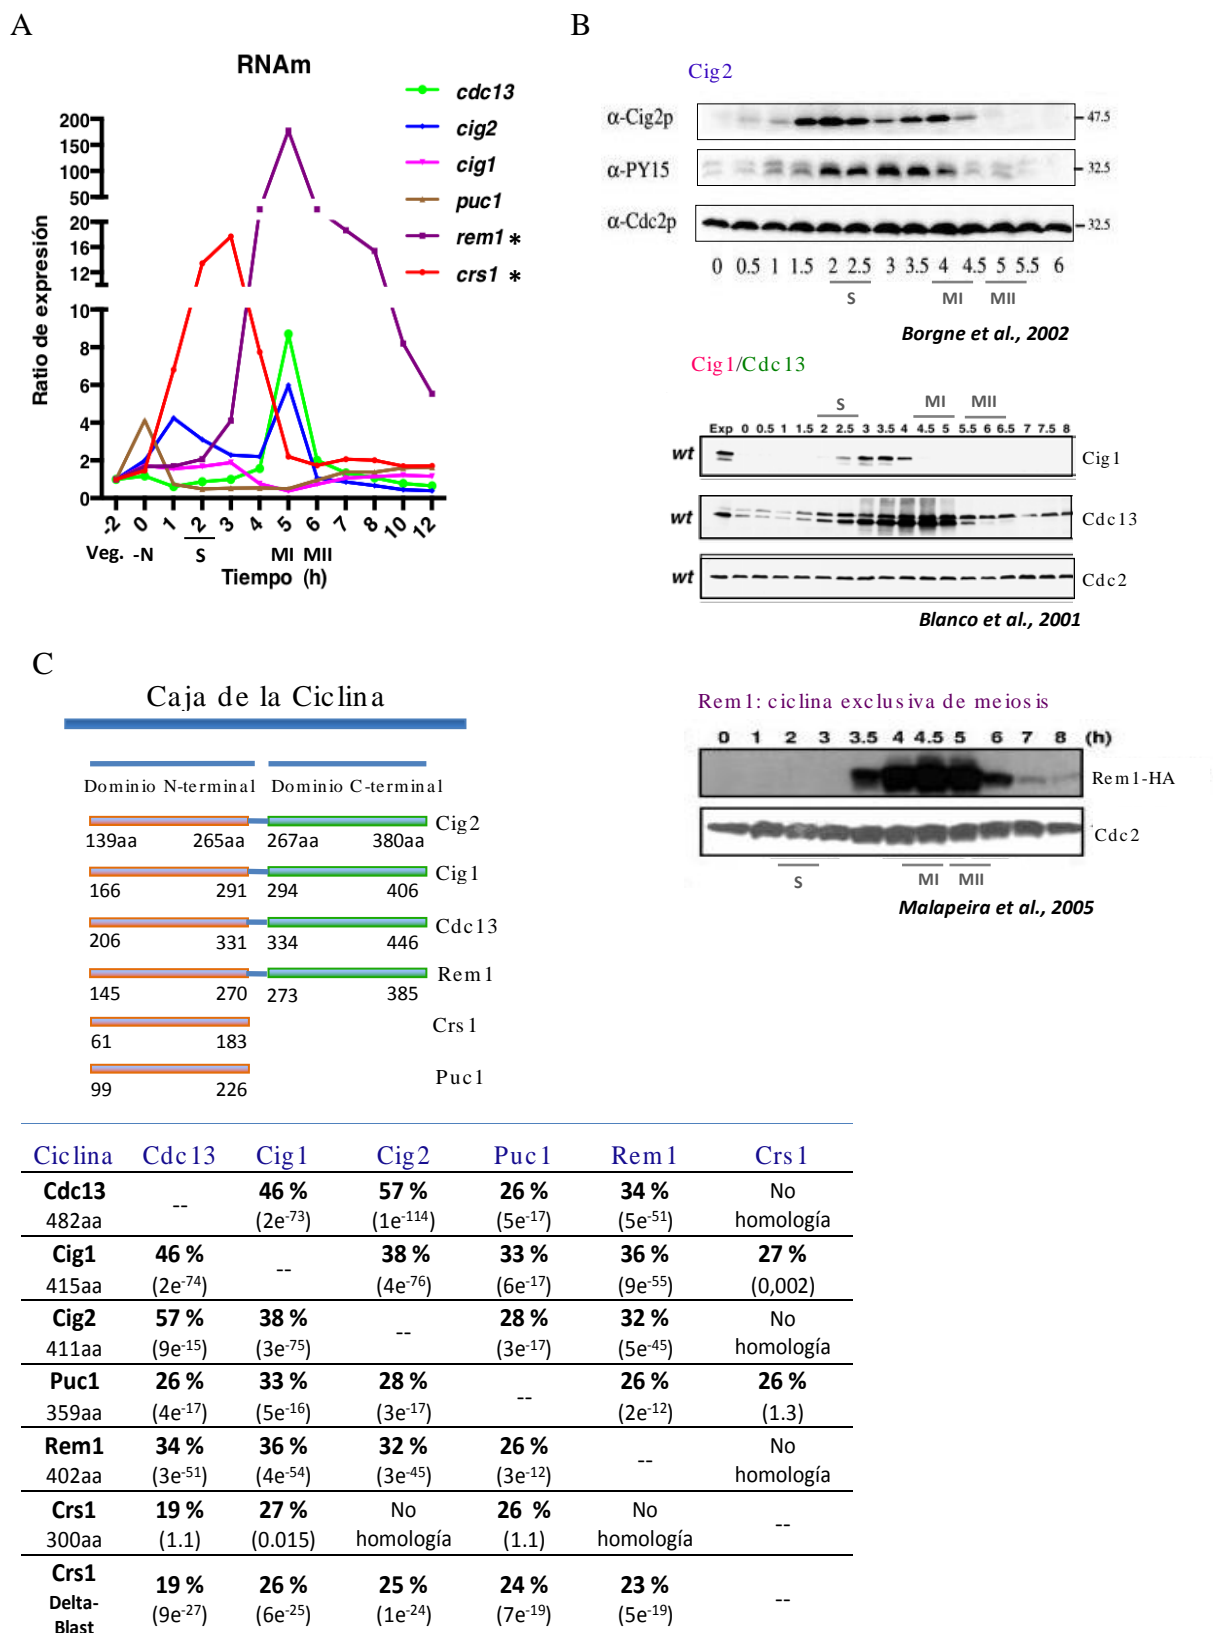 A
RNAm
Ratio de expresión
200
150
100
50
20
16
12
10
8
6
4
2
0
-2 0 1 2 3 4 5 6 7 8 10 12
Veg. -N S MI MII
Tiempo (h)
cdc13
cig2
cig1
puc1
rem1 *
crs1 *
B
Cig2
α-Cig2p 47.5
α-PY15 32.5
α-Cdc2p 32.5
0 0.5 1 1.5 2 2.5 3 3.5 4 4.5 5 5.5 6
S MI MII
Borgne et al., 2002
Cig1/Cdc13
S MI MII
Exp 0 0.5 1 1.5 2 2.5 3 3.5 4 4.5 5 5.5 6 6.5 7 7.5 8
wt Cig1
wt Cdc13
wt Cdc2
Blanco et al., 2001
Rem1: ciclina exclusiva de meiosis
0 1 2 3 3.5 4 4.5 5 6 7 8 (h)
Rem1-HA
Cdc2
S MI MII
Malapeira et al., 2005
C
Caja de la Ciclina
Dominio N-terminal Dominio C-terminal
Cig2
139aa 265aa 267aa 380aa
Cig1
166 291 294 406
Cdc13
206 331 334 446
Rem1
145 270 273 385
Crs1
61 183
Puc1
99 226
Ciclina Cdc13 Cig1 Cig2 Puc1 Rem1 Crs1
Cdc13 -- 46 % 57 % 26 % 34 % No
482aa (2e-73) (1e-114) (5e-17) (5e-51) homología
Cig1 46 % -- 38 % 33 % 36 % 27 %
415aa (2e-74) (4e-76) (6e-17) (9e-55) (0,002)
Cig2 57 % 38 % -- 28 % 32 % No
411aa (9e-15) (3e-75) (3e-17) (5e-45) homología
Puc1 26 % 33 % 28 % -- 26 % 26 %
359aa (4e-17) (5e-16) (3e-17) (2e-12) (1.3)
Rem1 34 % 36 % 32 % 26 % -- No
402aa (3e-51) (4e-54) (3e-45) (3e-12) homología
Crs1 19 % 27 % No 26 % No --
300aa (1.1) (0.015) homología (1.1) homología
Crs1 19 % 26 % 25 % 24 % 23 % --
Delta- (9e-27) (6e-25) (1e-24) (7e-19) (5e-19)
Blast